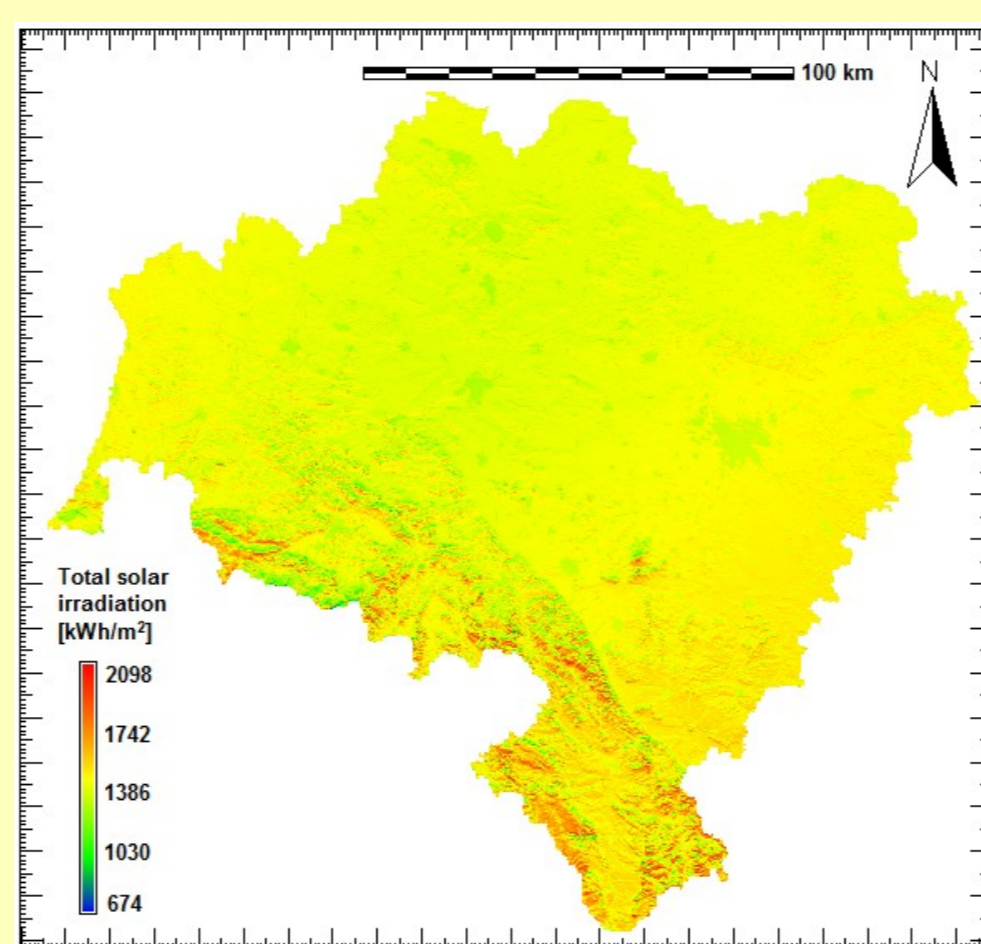 100 km
N
Total solar
irradiation
[kWh/m²]
2098
1742
1386
1030
674